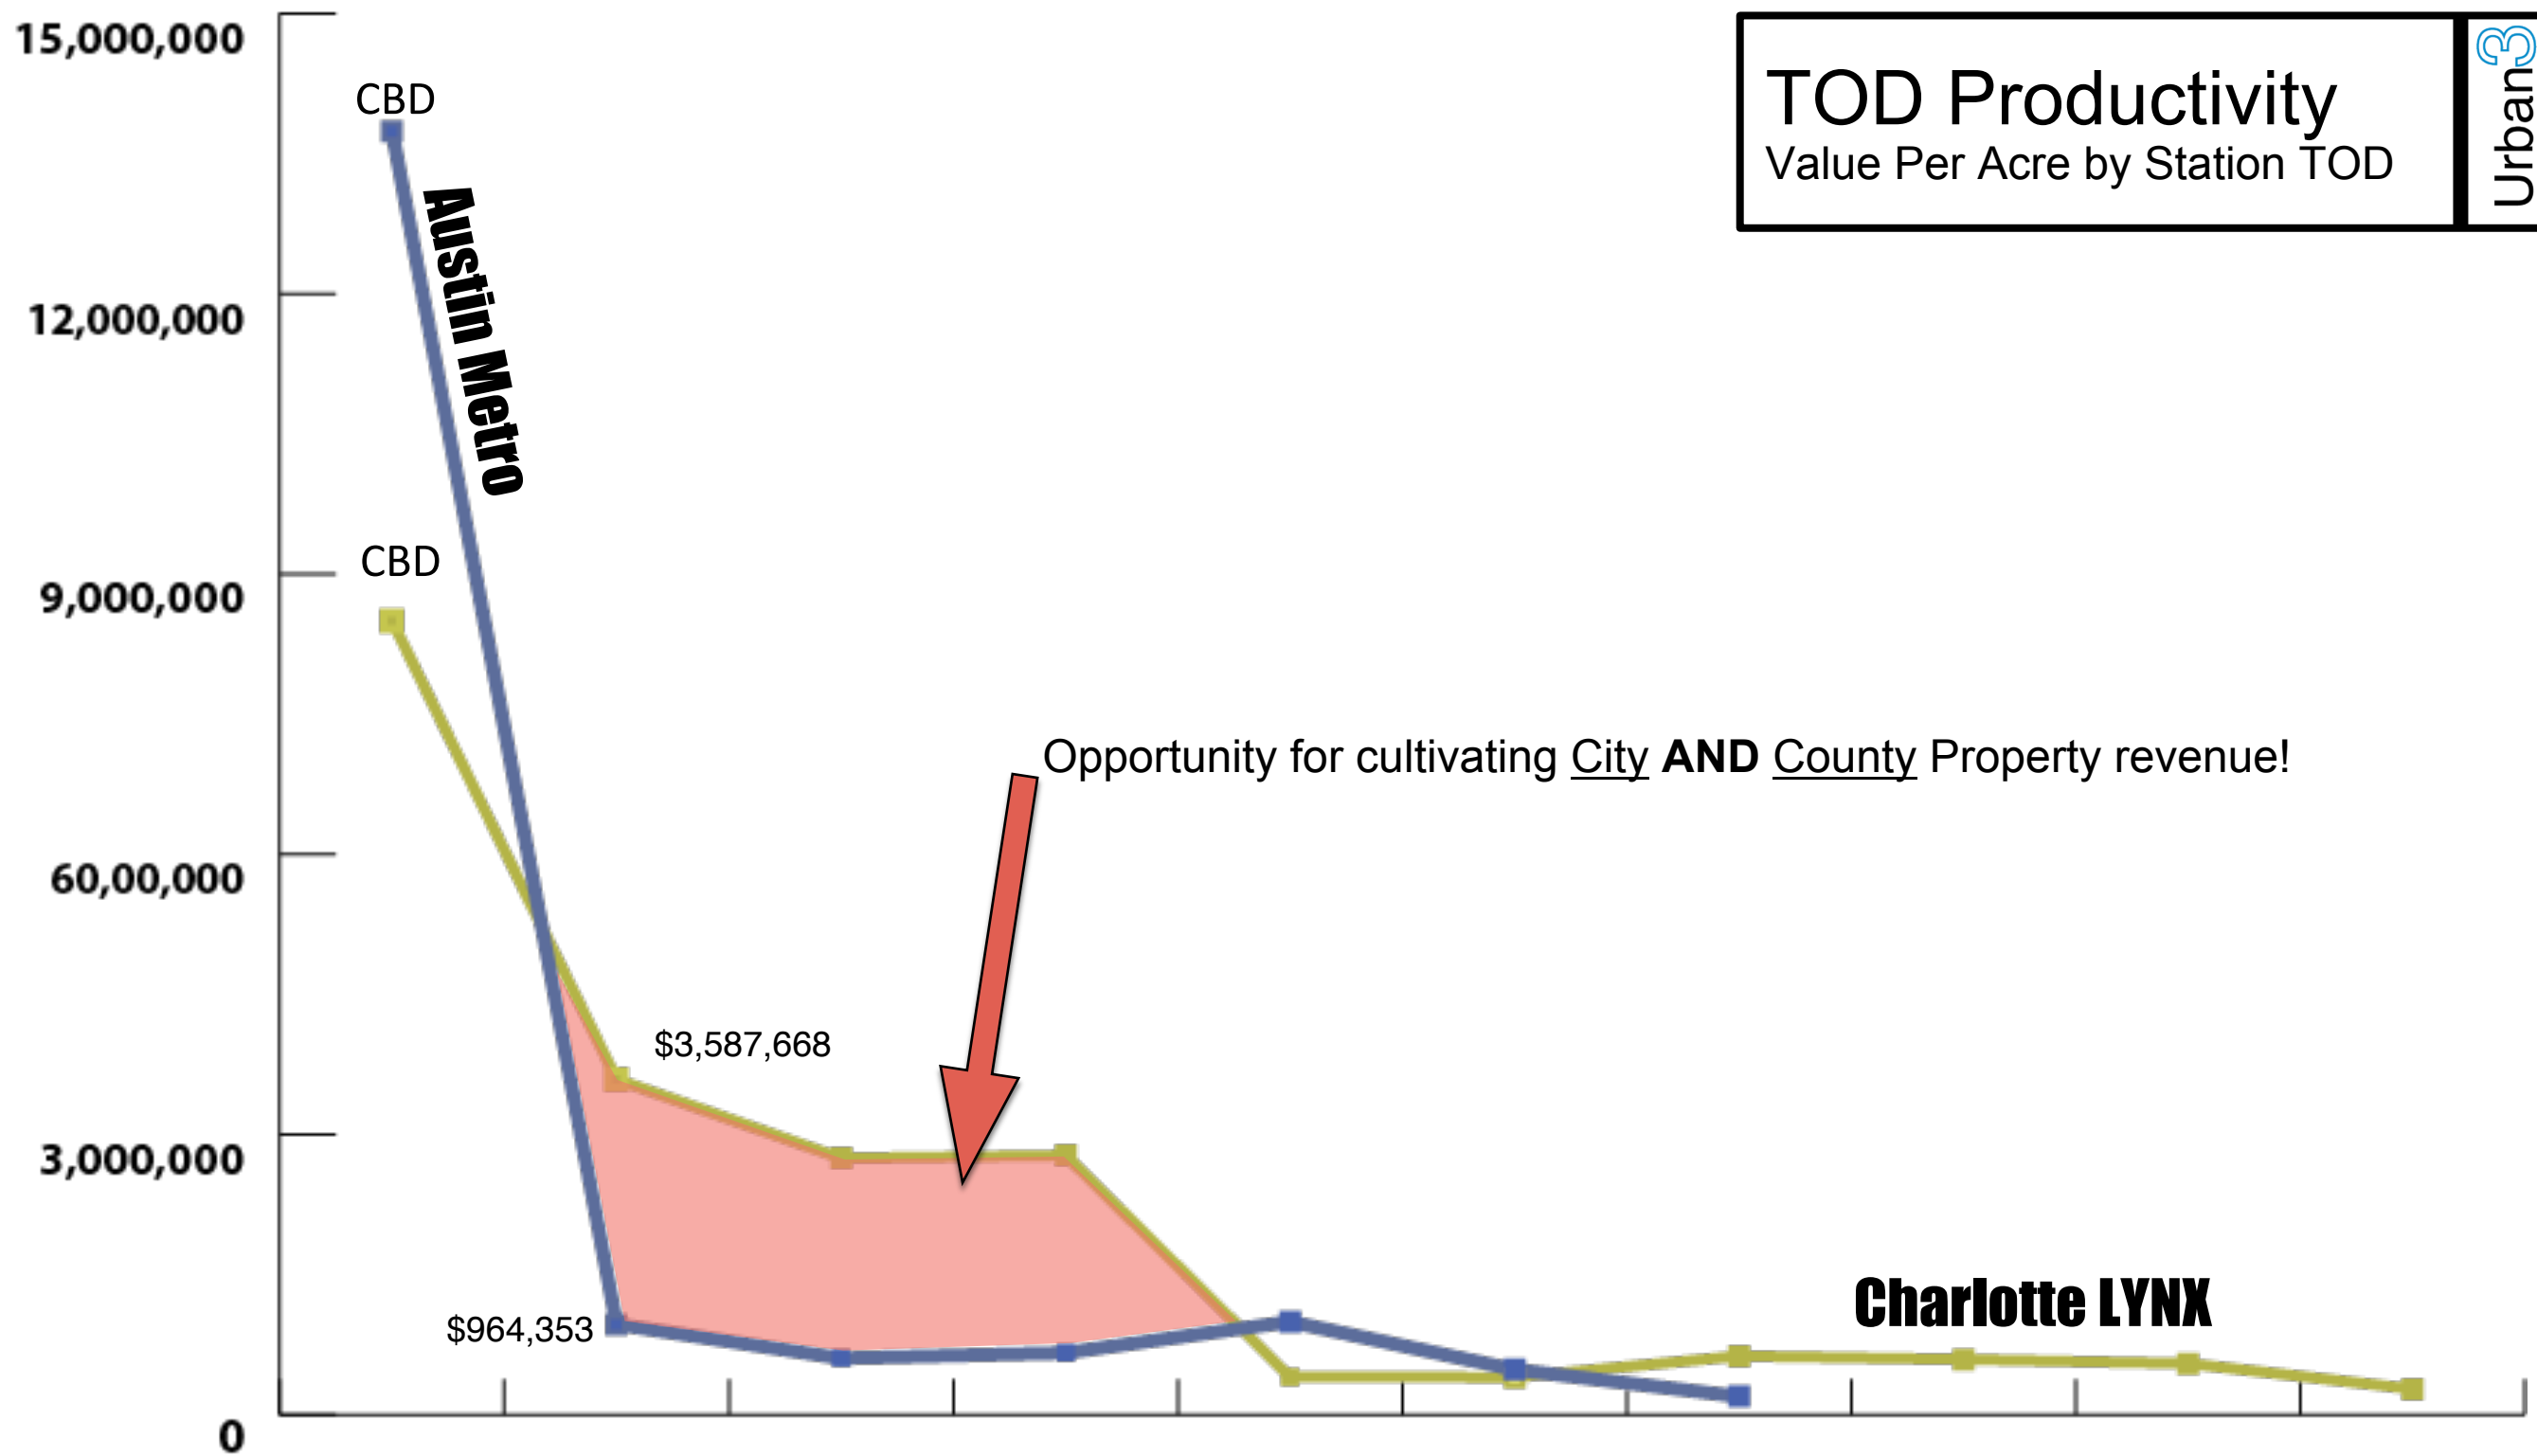 15,000,000
12,000,000
9,000,000
60,00,000
3,000,000
0
CBD
Austin Metro
CBD
TOD Productivity
Value Per Acre by Station TOD
Urban3
Opportunity for cultivating City AND County Property revenue!
$3,587,668
$964,353
Charlotte LYNX